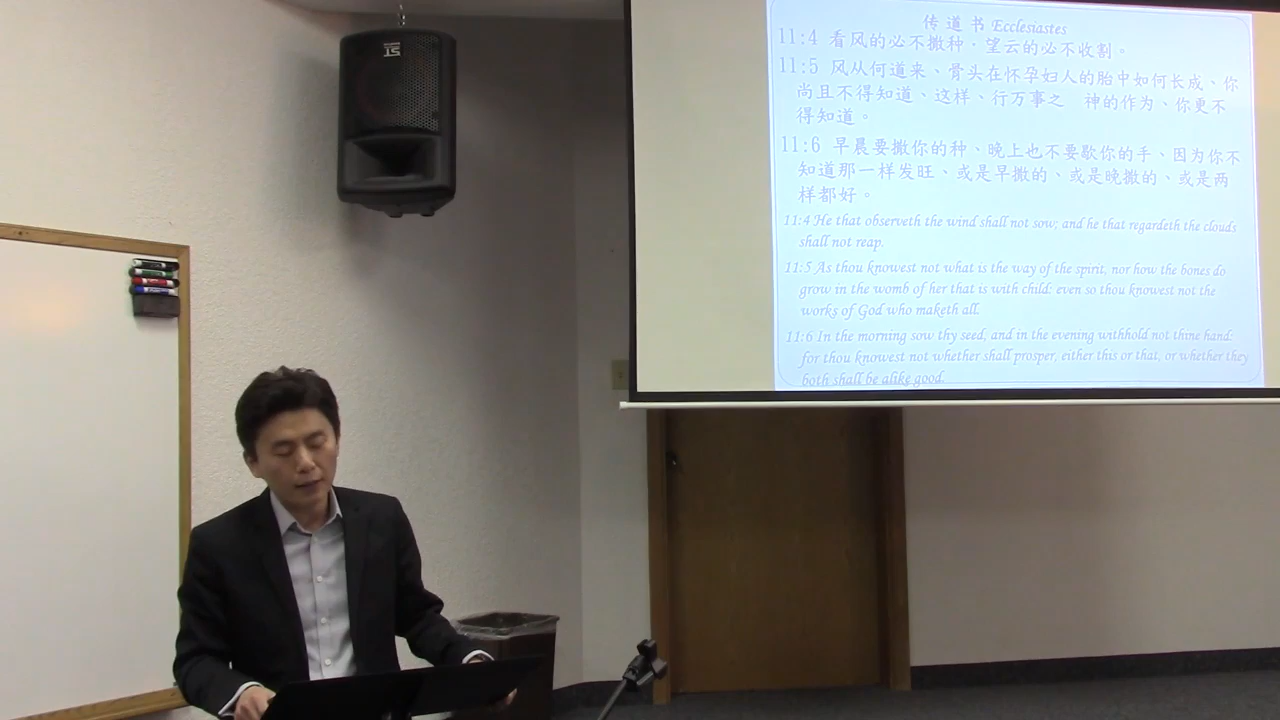 ST
传道书 Ecclesiastes
11:4 看风的必不撒种．望云的必不收割。
11:5 风从何道来、骨头在怀孕妇人的胎中如何长成、你
尚且不得知道、这样、行万事之　神的作为、你更不
得知道。
11:6 早晨要撒你的种、晚上也不要歇你的手、因为你不
知道那一样发旺、或是早撒的、或是晚撒的、或是两
样都好。
11:4 He that observeth the wind shall not sow; and he that regardeth the clouds
shall not reap.
11:5 As thou knowest not what is the way of the spirit, nor how the bones do
grow in the womb of her that is with child: even so thou knowest not the
works of God who maketh all.
11:6 In the morning sow thy seed, and in the evening withhold not thine hand:
for thou knowest not whether shall prosper, either this or that, or whether they
both shall be alike good.